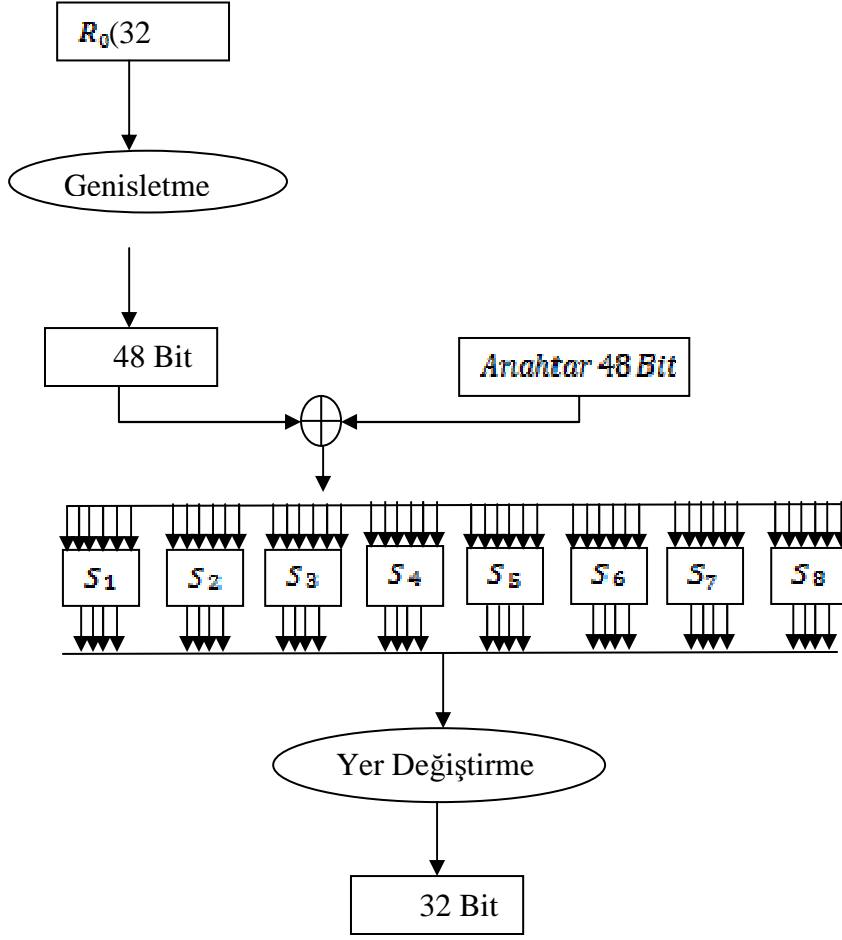 R₀(32
Genisletme
48 Bit
Anahtar 48 Bit
S₁ S₂ S₃ S₄ S₅ S₆ S₇ S₈
Yer Değiştirme
32 Bit